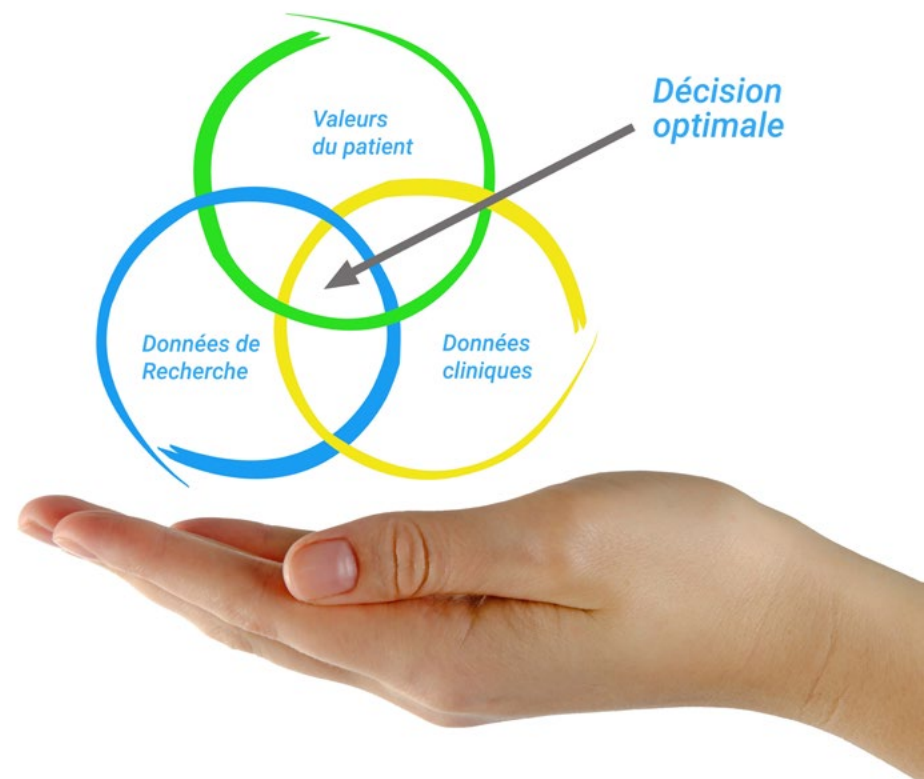 Décision
optimale
Valeurs
du patient
Données de
Recherche
Données
cliniques